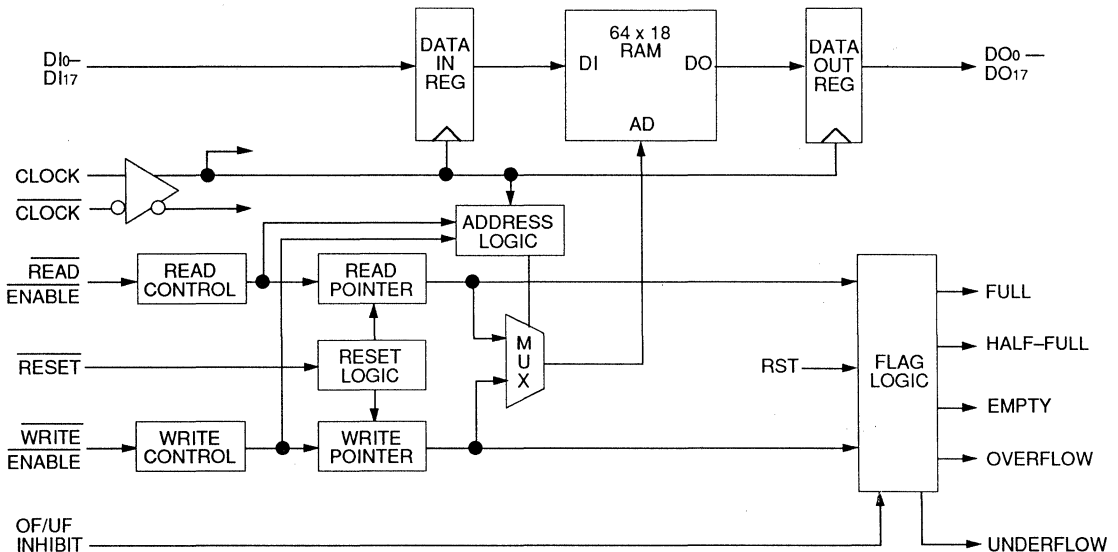 DI0–
DI17
DATA
IN
REG
64 x 18
RAM
DI
DO
AD
DATA
OUT
REG
DO0 —
DO17
CLOCK
CLOCK
ADDRESS
LOGIC
READ
ENABLE
READ
CONTROL
READ
POINTER
RESET
RESET
LOGIC
M
U
X
WRITE
ENABLE
WRITE
CONTROL
WRITE
POINTER
RST
FLAG
LOGIC
FULL
HALF–FULL
EMPTY
OVERFLOW
UNDERFLOW
OF/UF
INHIBIT